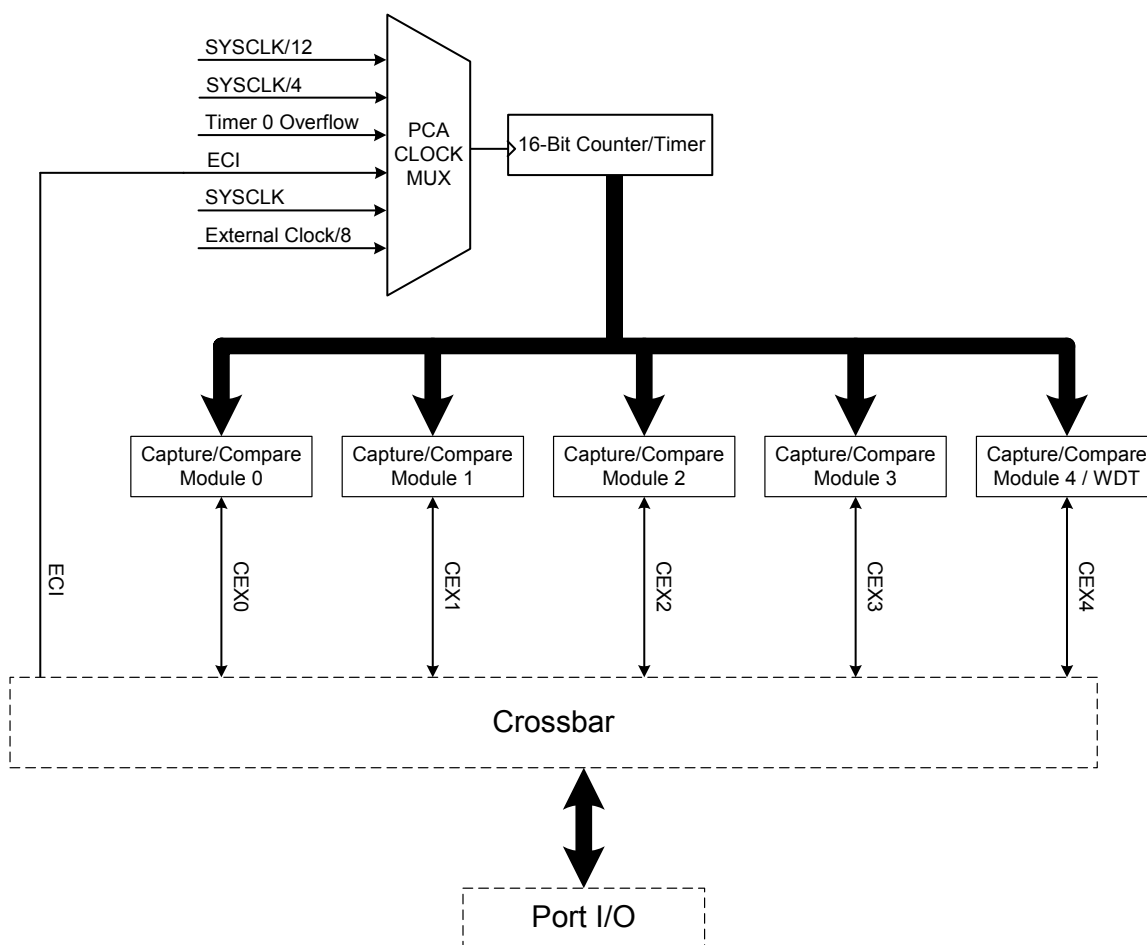 SYSCLK/12
SYSCLK/4
Timer 0 Overflow
ECI
SYSCLK
External Clock/8
PCA
CLOCK
MUX
16-Bit Counter/Timer
Capture/Compare
Module 0
Capture/Compare
Module 1
Capture/Compare
Module 2
Capture/Compare
Module 3
Capture/Compare
Module 4 / WDT
ECI
CEX0
CEX1
CEX2
CEX3
CEX4
Crossbar
Port I/O